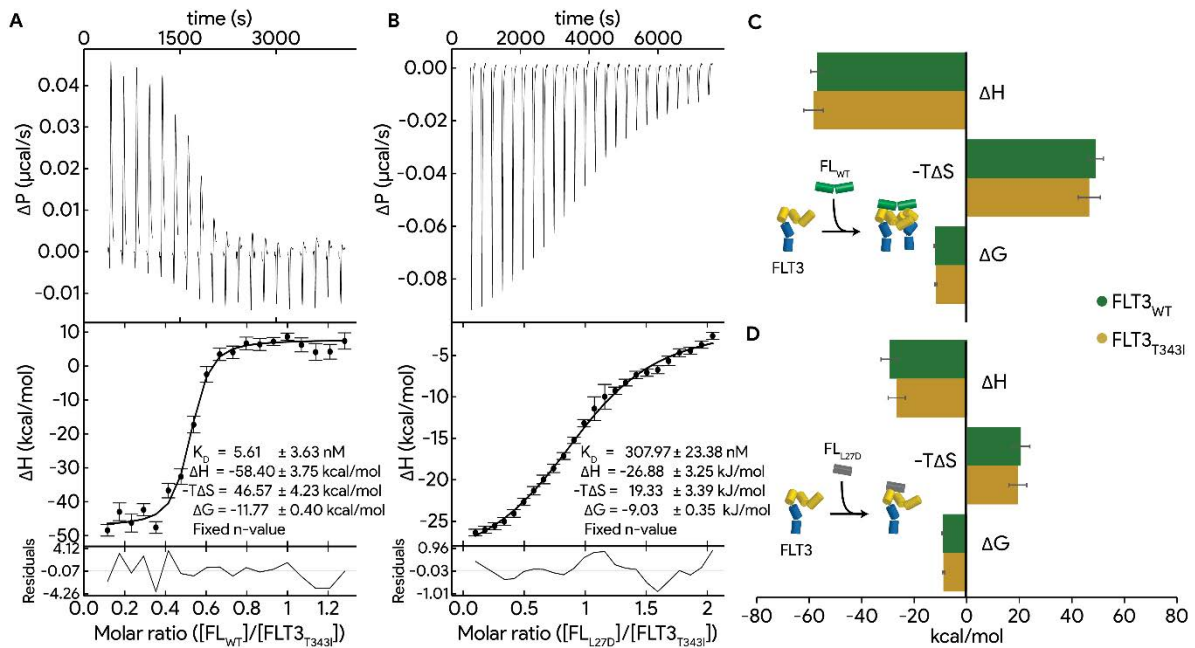 A
time (s)
0
1500
3000
ΔP (μcal/s)
0.04
0.03
0.02
0.01
0.00
-0.01
ΔH (kcal/mol)
10
0
-10
-20
-30
-40
-50
K_D = 5.61 ± 3.63 nM
ΔH = -58.40 ± 3.75 kcal/mol
-TΔS = 46.57 ± 4.23 kcal/mol
ΔG = -11.77 ± 0.40 kcal/mol
Fixed n-value
Residuals
4.12
-0.07
-4.26
0.0 0.2 0.4 0.6 0.8 1.0 1.2
Molar ratio ([FL_WT]/[FLT3_T343I])
B
time (s)
0 2000 4000 6000
ΔP (μcal/s)
0.00
-0.02
-0.04
-0.06
-0.08
ΔH (kcal/mol)
-5
-10
-15
-20
-25
K_D = 307.97 ± 23.38 nM
ΔH = -26.88 ± 3.25 kJ/mol
-TΔS = 19.33 ± 3.39 kJ/mol
ΔG = -9.03 ± 0.35 kJ/mol
Fixed n-value
Residuals
0.96
-0.03
-1.01
0.0 0.5 1.0 1.5 2
Molar ratio ([FL_L27D]/[FLT3_T343I])
C
ΔH
-TΔS
ΔG
FL_WT
FLT3
FLT3_WT
FLT3_T343I
D
ΔH
-TΔS
ΔG
FL_L27D
FLT3
-80 -60 -40 -20 0 20 40 60
kcal/mol